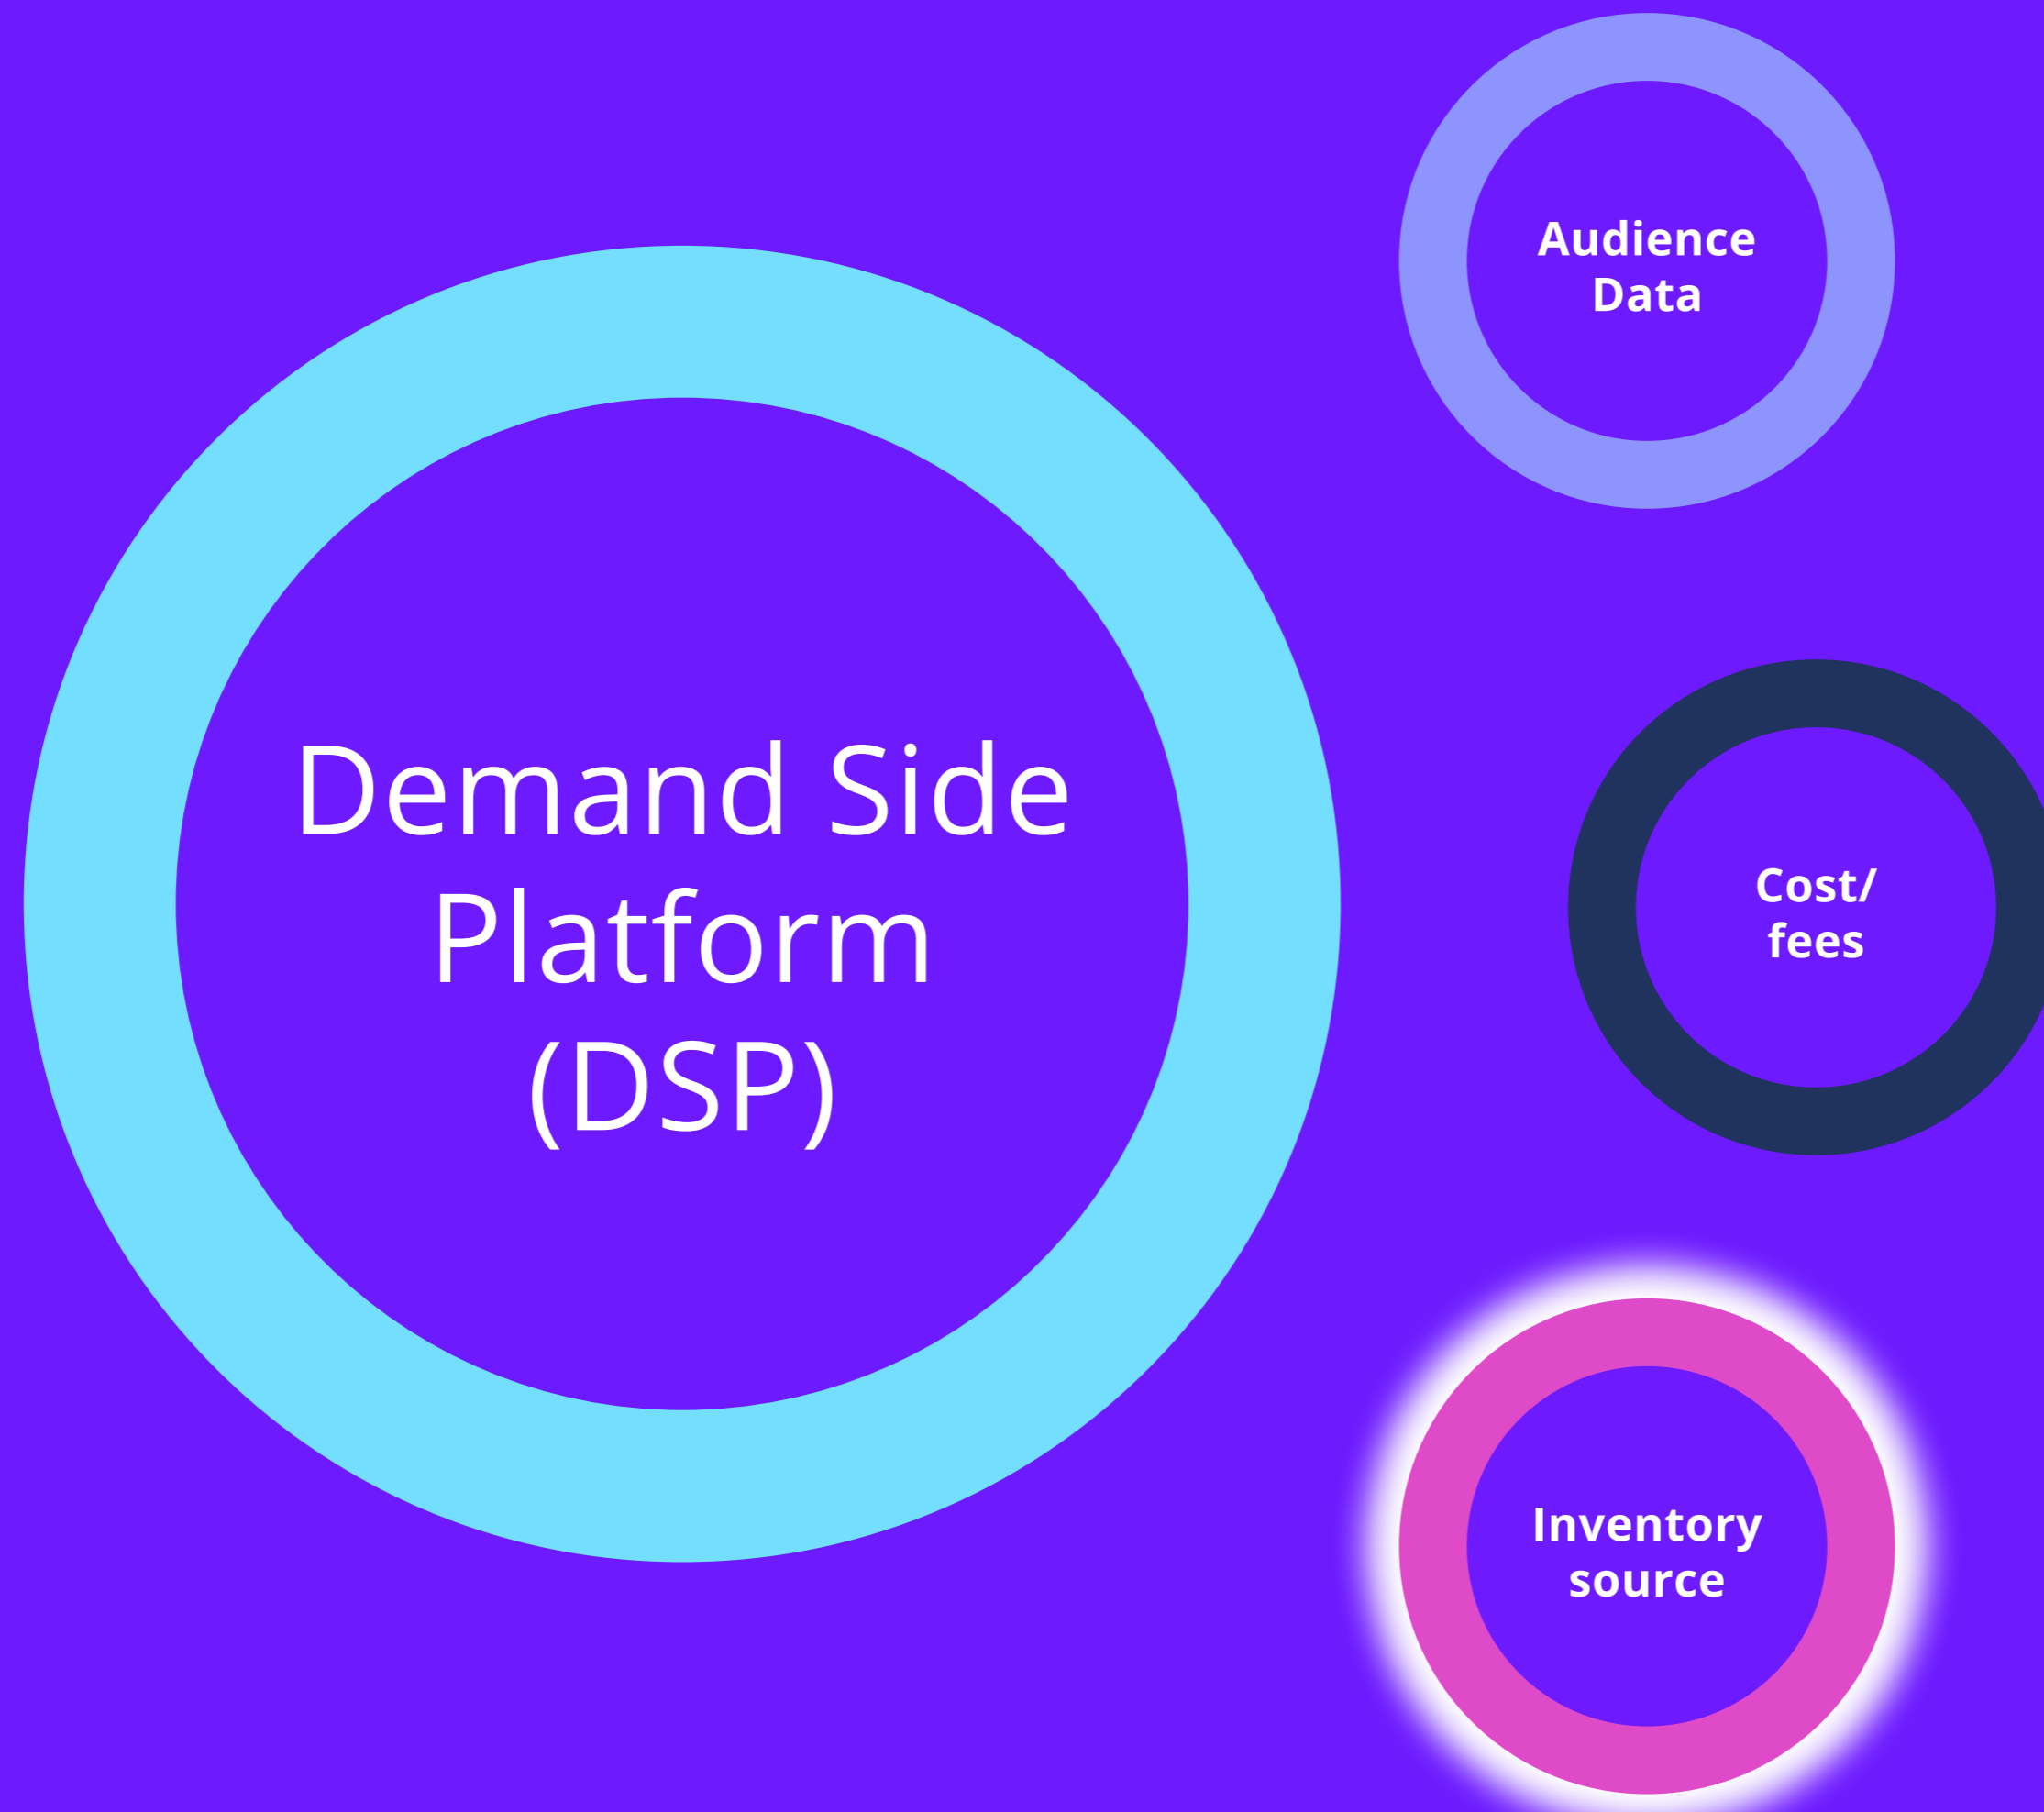 Demand Side
Platform
(DSP)
Audience
Data
Cost/
fees
Inventory
source